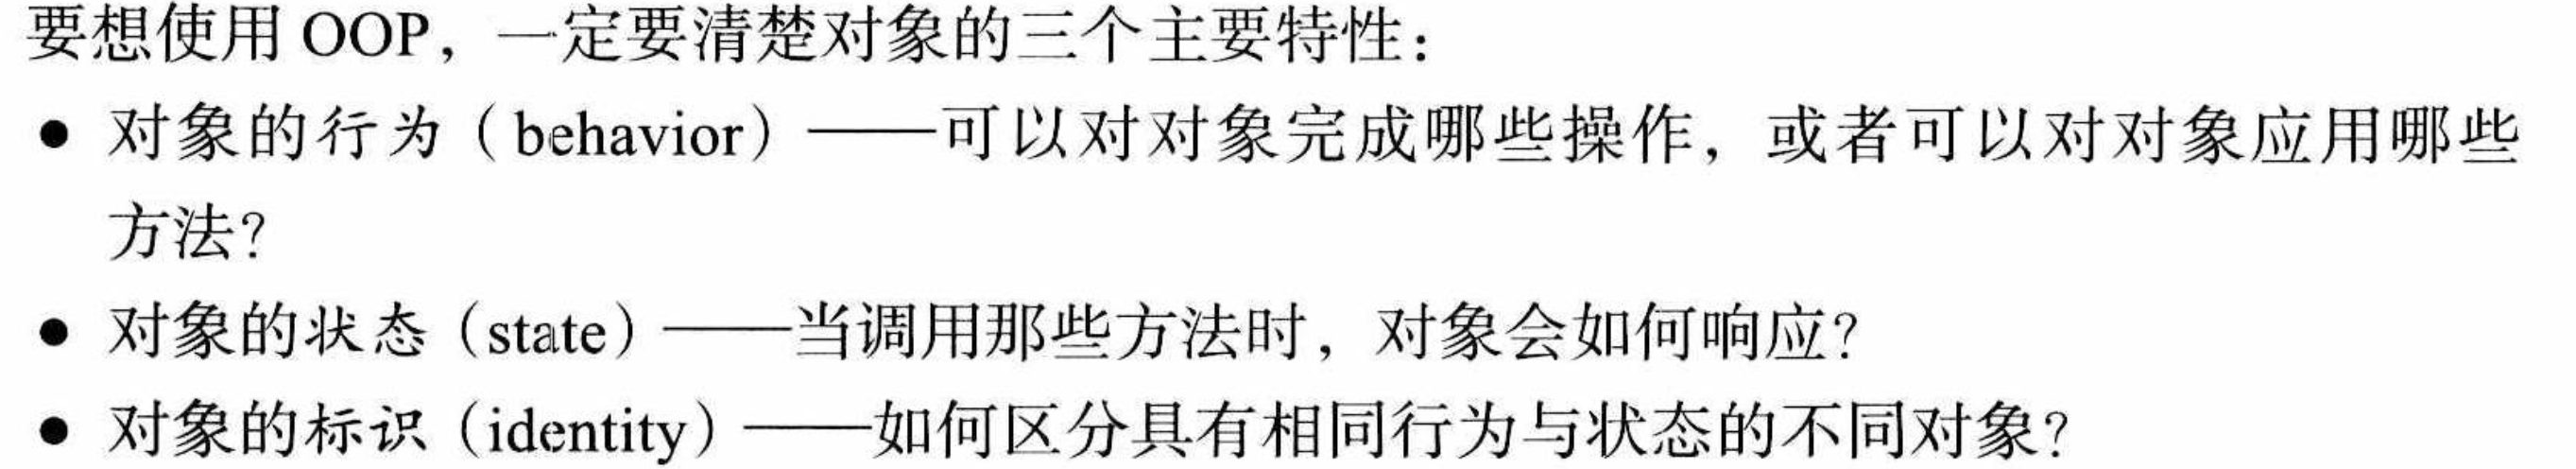 要想使用 OOP，一定要清楚对象的三个主要特性：
● 对象的行为（behavior）——可以对对象完成哪些操作，或者可以对对象应用哪些
方法？
● 对象的状态（state）——当调用那些方法时，对象会如何响应？
● 对象的标识（identity）——如何区分具有相同行为与状态的不同对象？